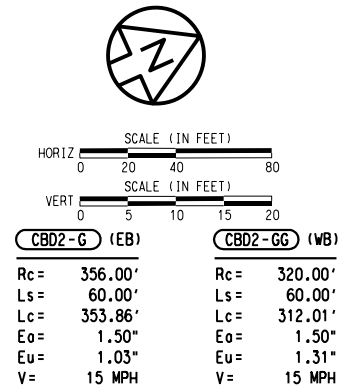 N
SCALE (IN FEET)
HORIZ
0 20 40 80
SCALE (IN FEET)
VERT
0 5 10 15 20
CBD2-G (EB)
Rc= 356.00'
Ls= 60.00'
Lc= 353.86'
Ea= 1.50"
Eu= 1.03"
V= 15 MPH
CBD2-GG (WB)
Rc= 320.00'
Ls= 60.00'
Lc= 312.01'
Ea= 1.50"
Eu= 1.31"
V= 15 MPH